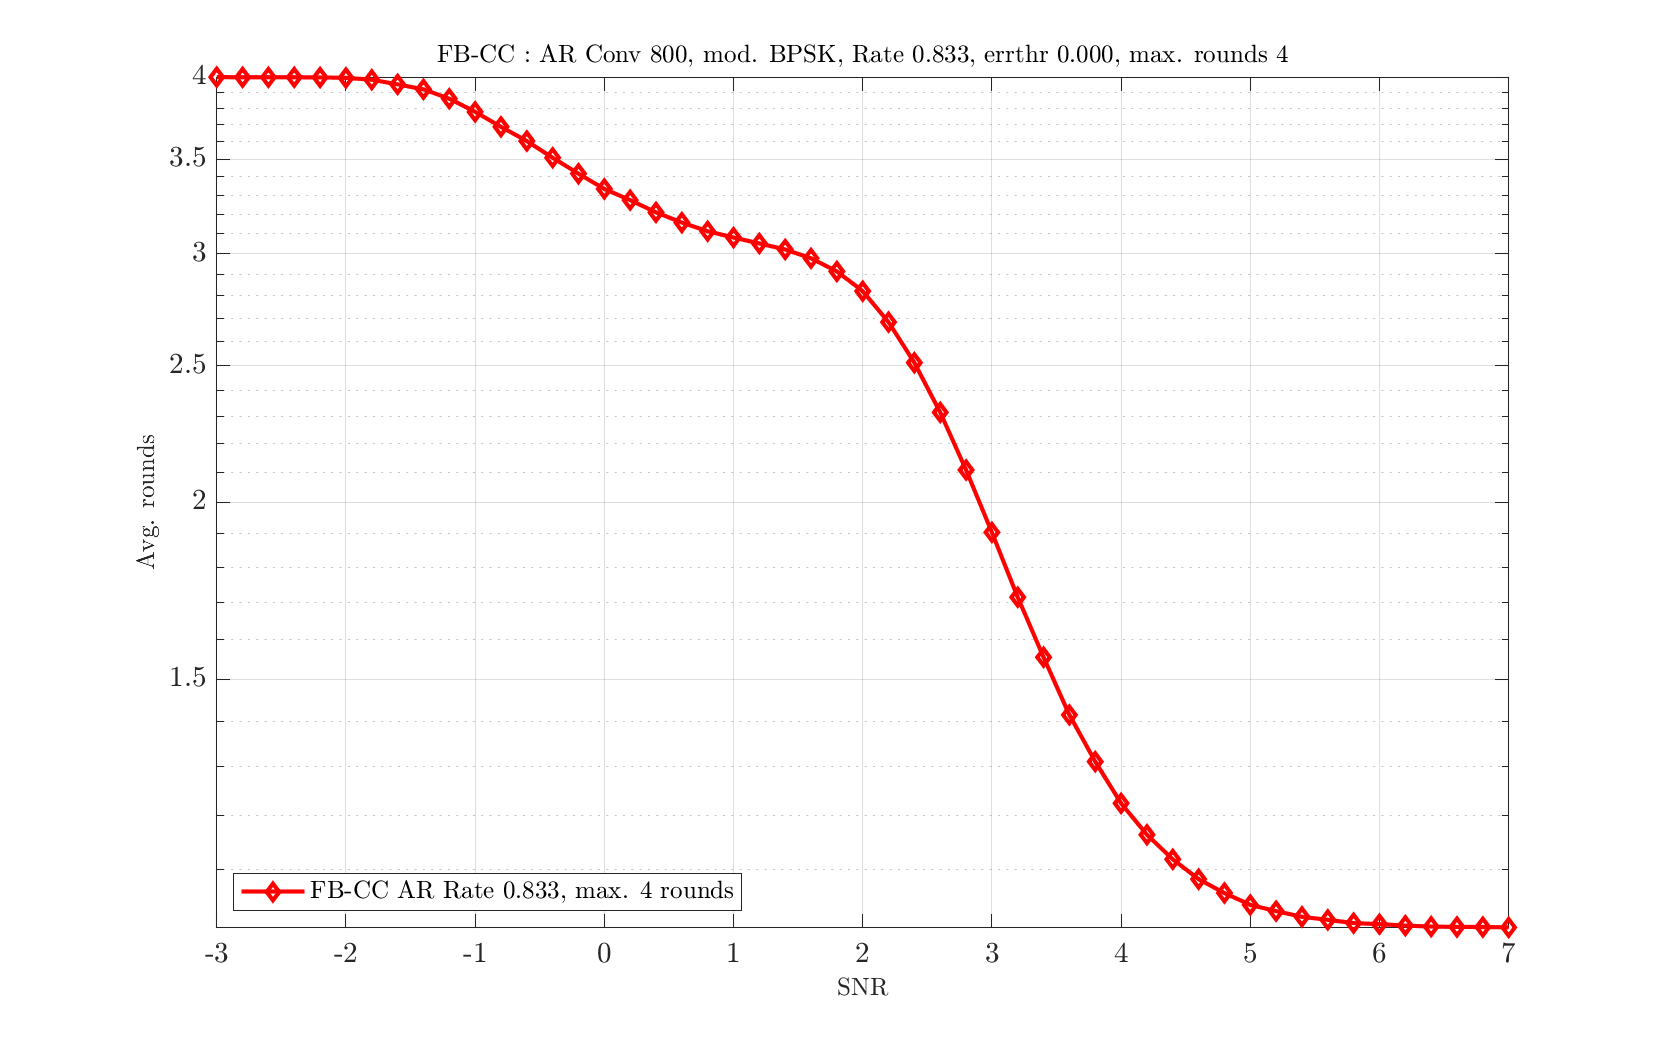 FB-CC : AR Conv 800, mod. BPSK, Rate 0.833, errthr 0.000, max. rounds 4
4
3.5
3
2.5
2
1.5
Avg. rounds
FB-CC AR Rate 0.833, max. 4 rounds
-3 -2 -1 0 1 2 3 4 5 6 7
SNR